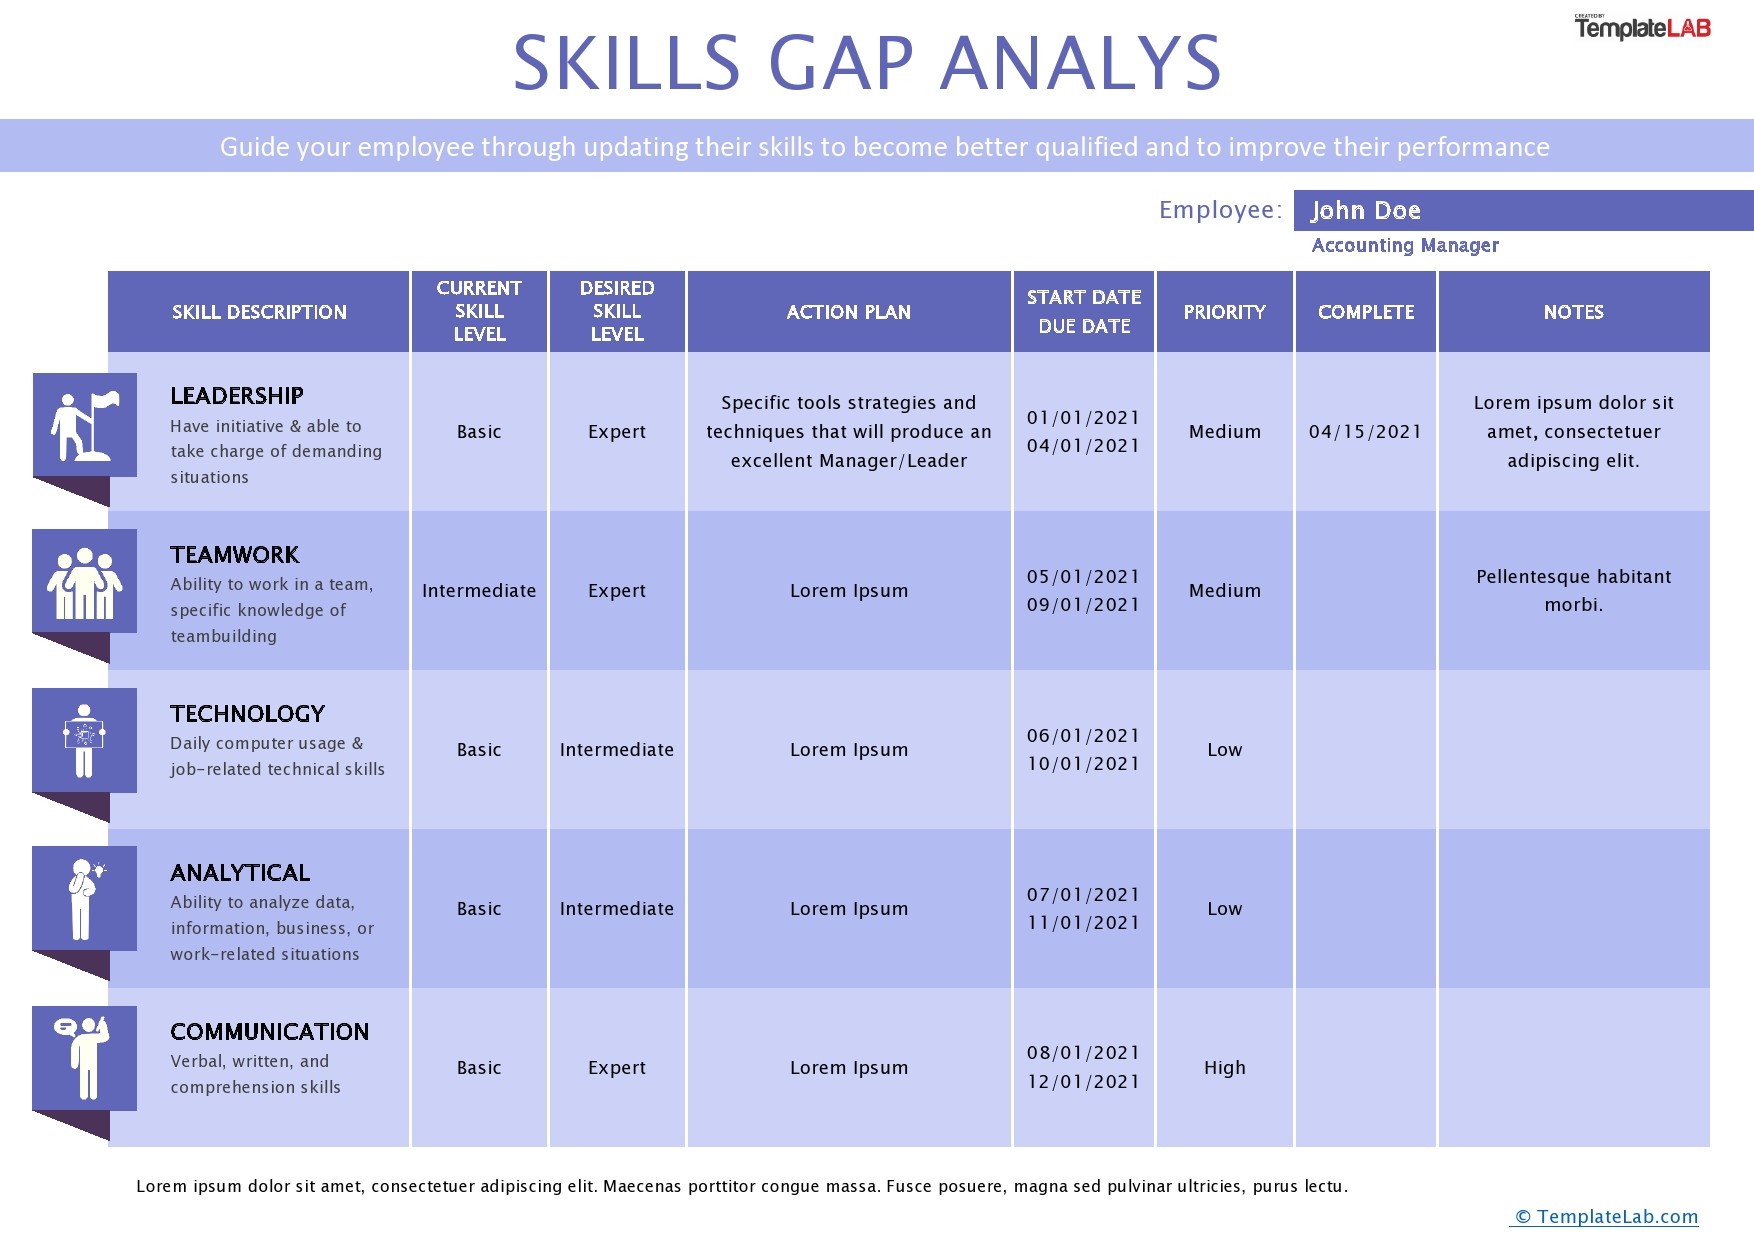 CREATED BY
TemplateLAB
SKILLS GAP ANALYS
Guide your employee through updating their skills to become better qualified and to improve their performance
Employee:
John Doe
Accounting Manager
SKILL DESCRIPTION
CURRENT
SKILL
LEVEL
DESIRED
SKILL
LEVEL
ACTION PLAN
START DATE
DUE DATE
PRIORITY
COMPLETE
NOTES
LEADERSHIP
Have initiative & able to
take charge of demanding
situations
Basic
Expert
Specific tools strategies and
techniques that will produce an
excellent Manager/Leader
01/01/2021
04/01/2021
Medium
04/15/2021
Lorem ipsum dolor sit
amet, consectetuer
adipiscing elit.
TEAMWORK
Ability to work in a team,
specific knowledge of
teambuilding
Intermediate
Expert
Lorem Ipsum
05/01/2021
09/01/2021
Medium
Pellentesque habitant
morbi.
TECHNOLOGY
Daily computer usage &
job-related technical skills
Basic
Intermediate
Lorem Ipsum
06/01/2021
10/01/2021
Low
ANALYTICAL
Ability to analyze data,
information, business, or
work-related situations
Basic
Intermediate
Lorem Ipsum
07/01/2021
11/01/2021
Low
COMMUNICATION
Verbal, written, and
comprehension skills
Basic
Expert
Lorem Ipsum
08/01/2021
12/01/2021
High
Lorem ipsum dolor sit amet, consectetuer adipiscing elit. Maecenas porttitor congue massa. Fusce posuere, magna sed pulvinar ultricies, purus lectu.
© TemplateLab.com